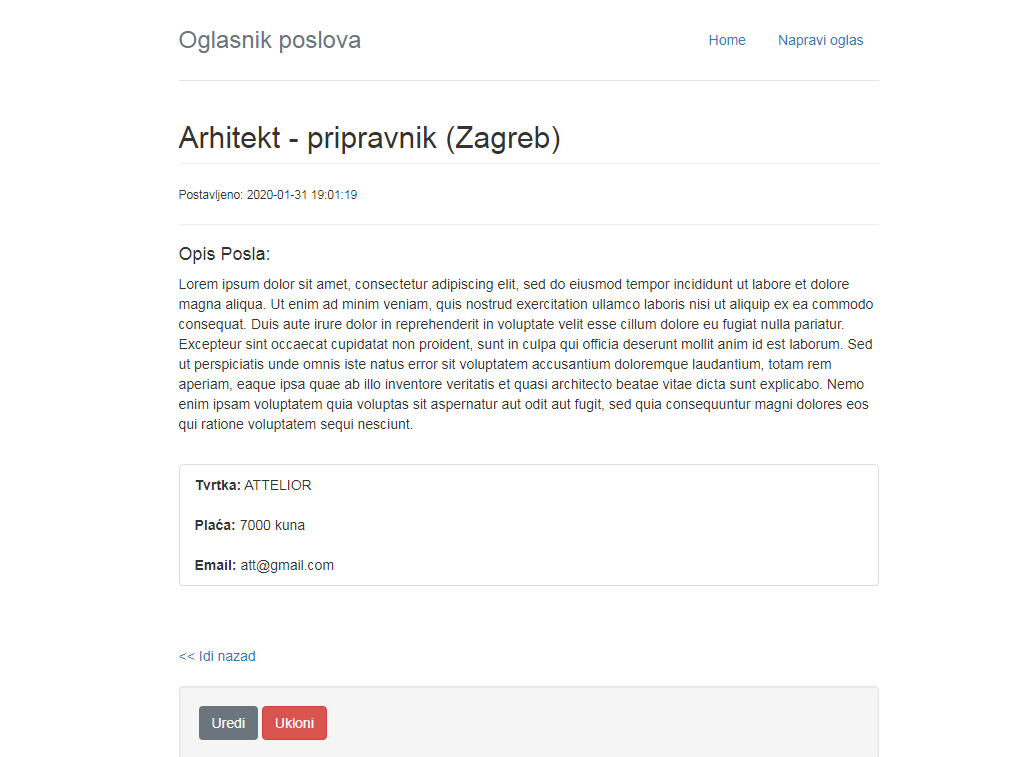 Oglasnik poslova
Home
Napravi oglas
Arhitekt - pripravnik (Zagreb)
Postavljeno: 2020-01-31 19:01:19
Opis Posla:
Lorem ipsum dolor sit amet, consectetur adipiscing elit, sed do eiusmod tempor incididunt ut labore et dolore
magna aliqua. Ut enim ad minim veniam, quis nostrud exercitation ullamco laboris nisi ut aliquip ex ea commodo
consequat. Duis aute irure dolor in reprehenderit in voluptate velit esse cillum dolore eu fugiat nulla pariatur.
Excepteur sint occaecat cupidatat non proident, sunt in culpa qui officia deserunt mollit anim id est laborum. Sed
ut perspiciatis unde omnis iste natus error sit voluptatem accusantium doloremque laudantium, totam rem
aperiam, eaque ipsa quae ab illo inventore veritatis et quasi architecto beatae vitae dicta sunt explicabo. Nemo
enim ipsam voluptatem quia voluptas sit aspernatur aut odit aut fugit, sed quia consequuntur magni dolores eos
qui ratione voluptatem sequi nesciunt.
Tvrtka: ATTELIOR
Plaća: 7000 kuna
Email: att@gmail.com
<< Idi nazad
Uredi
Ukloni